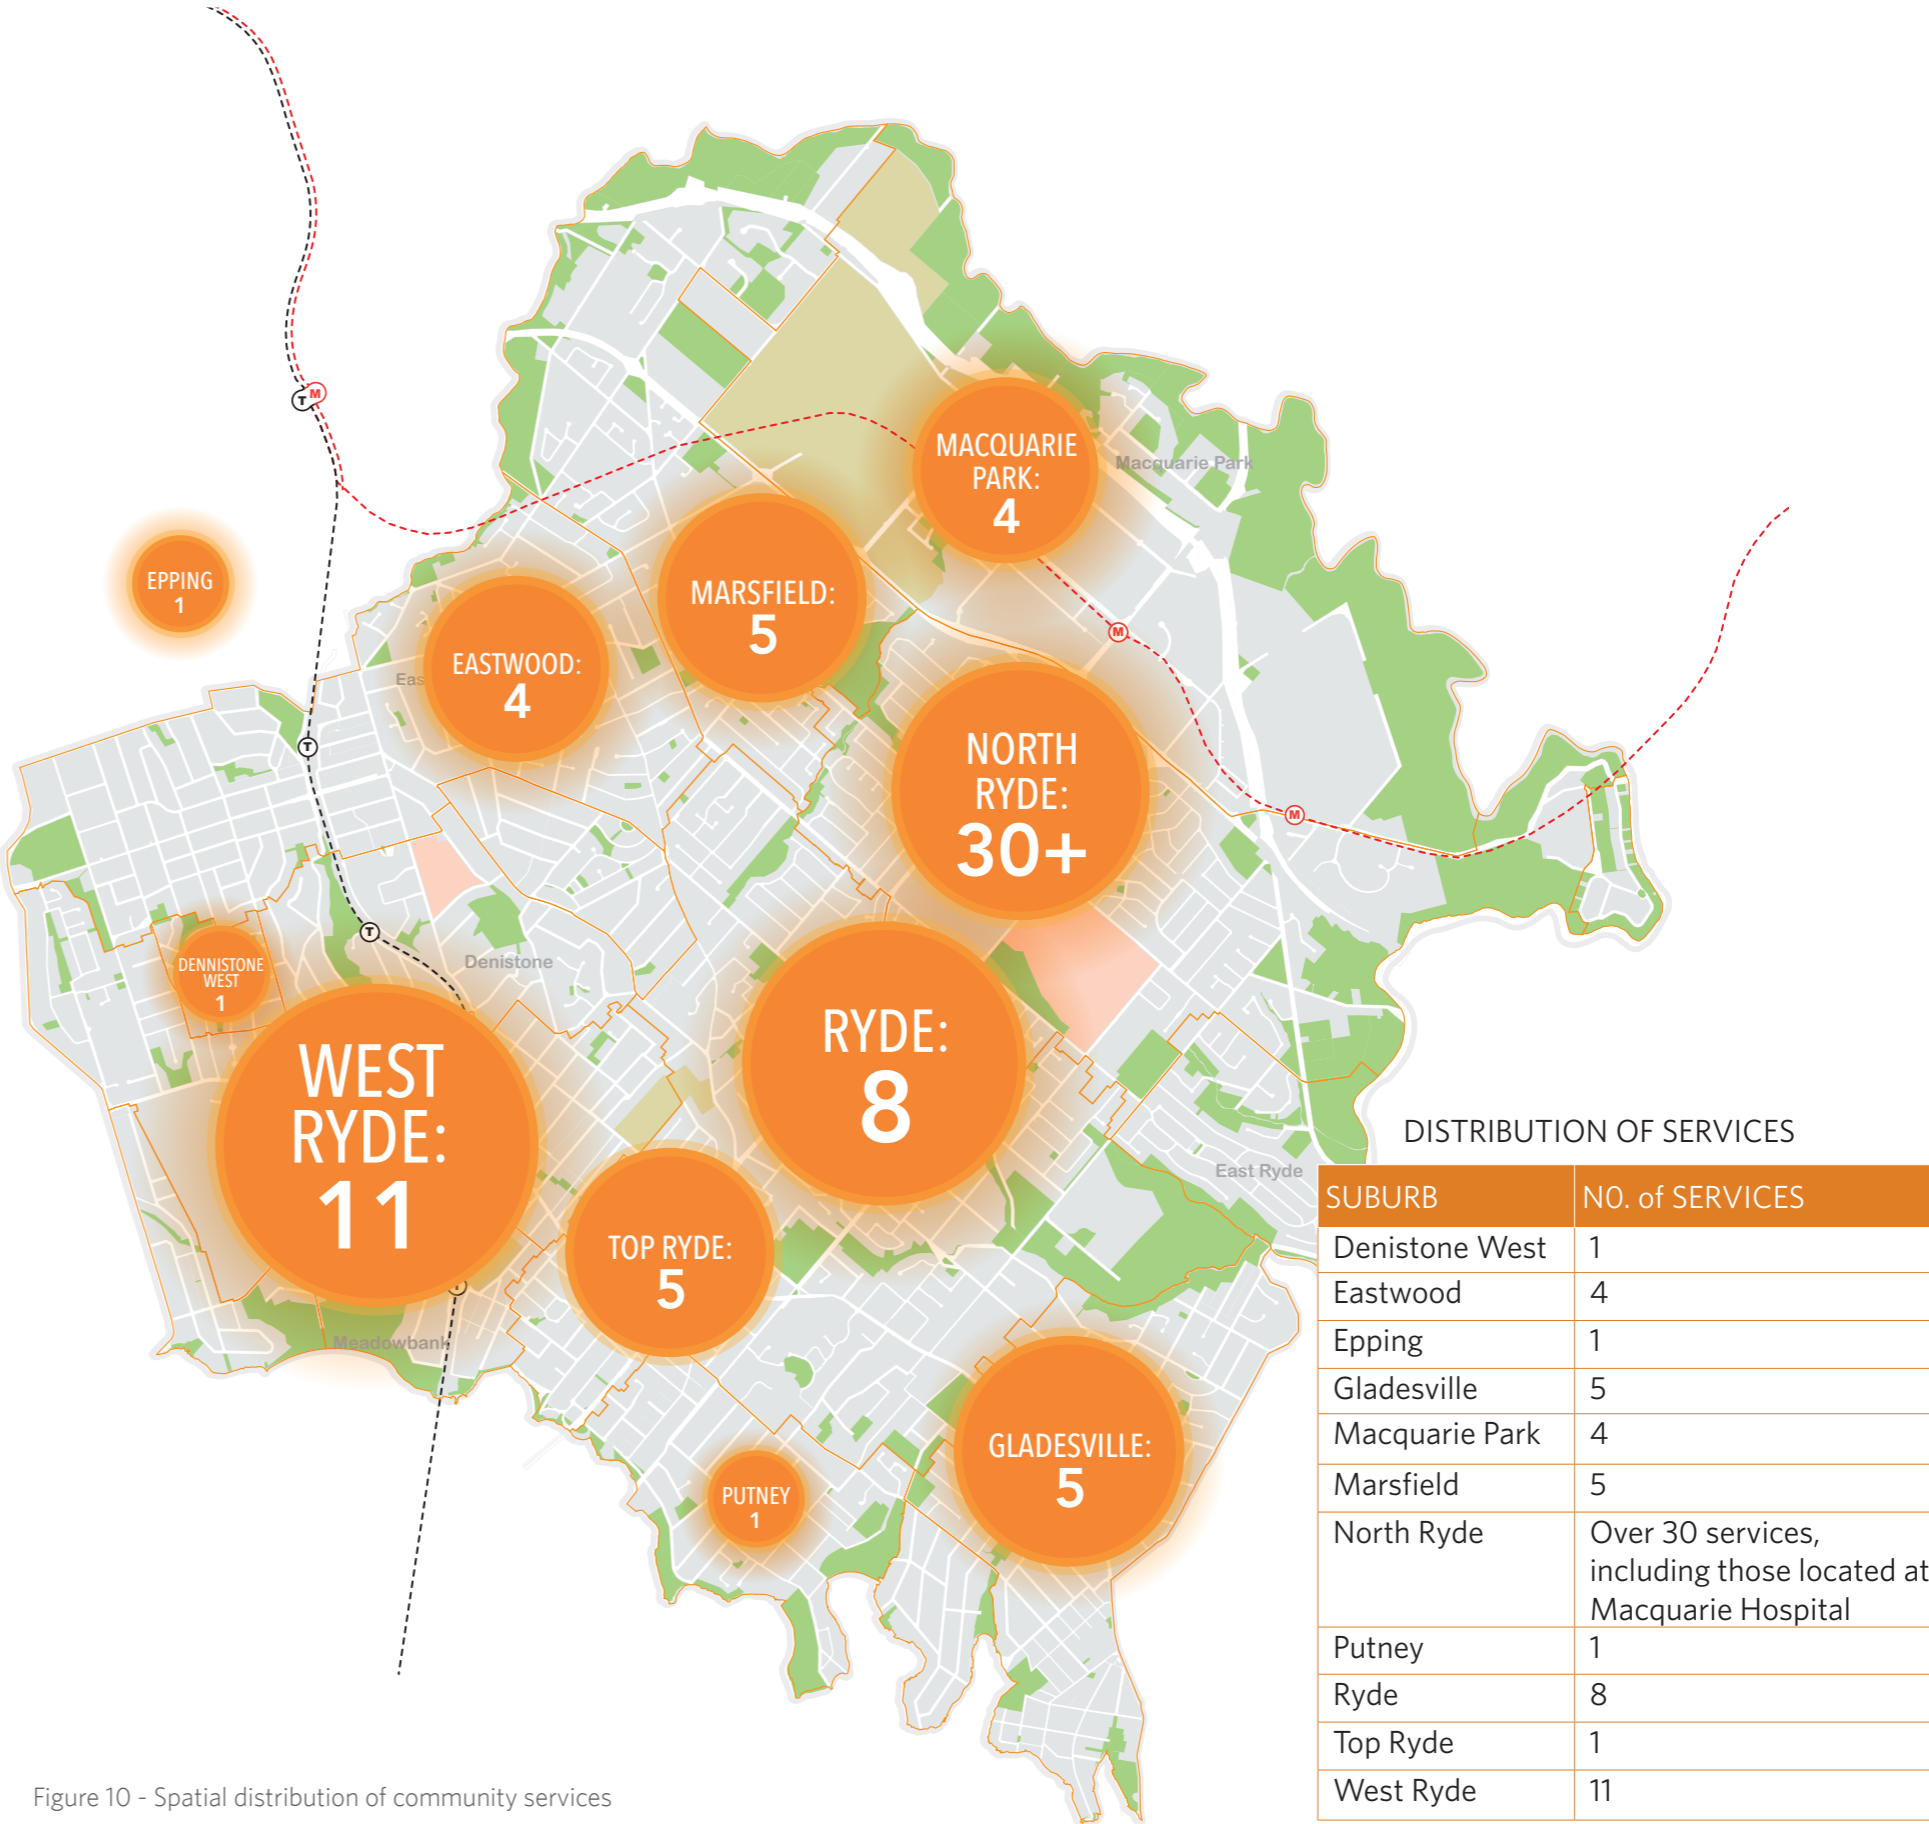 T M
MACQUARIE
PARK:
4
Macquarie Park
EPPING
1
MARSFIELD:
5
M
EASTWOOD:
4
Eas
T
NORTH
RYDE:
30+
M
T
Denistone
DENNISTONE
WEST
1
WEST
RYDE:
11
RYDE:
8
East Ryde
TOP RYDE:
5
Meadowbank
GLADESVILLE:
5
PUTNEY
1
DISTRIBUTION OF SERVICES
SUBURB NO. of SERVICES
Denistone West 1
Eastwood 4
Epping 1
Gladesville 5
Macquarie Park 4
Marsfield 5
North Ryde Over 30 services,
including those located at
Macquarie Hospital
Putney 1
Ryde 8
Top Ryde 1
West Ryde 11
Figure 10 - Spatial distribution of community services